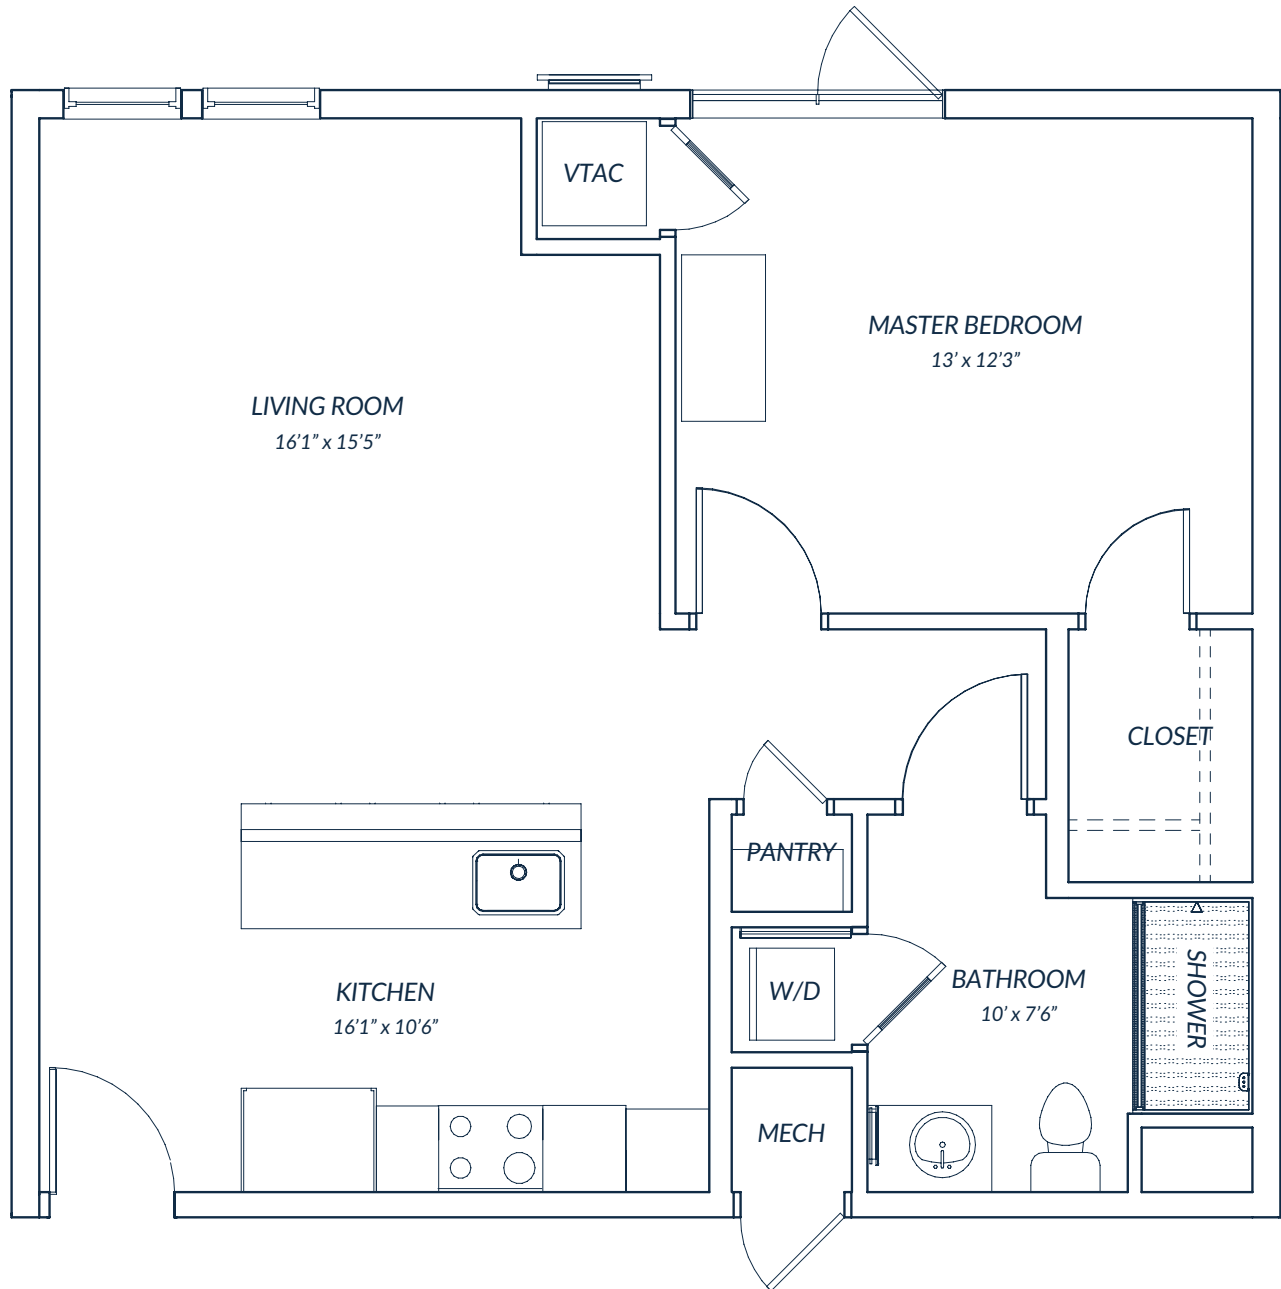 VTAC
MASTER BEDROOM
13’ x 12’3”
LIVING ROOM
16’1” x 15’5”
CLOSET
PANTRY
KITCHEN
16’1” x 10’6”
W/D
BATHROOM
10’ x 7’6”
SHOWER
MECH